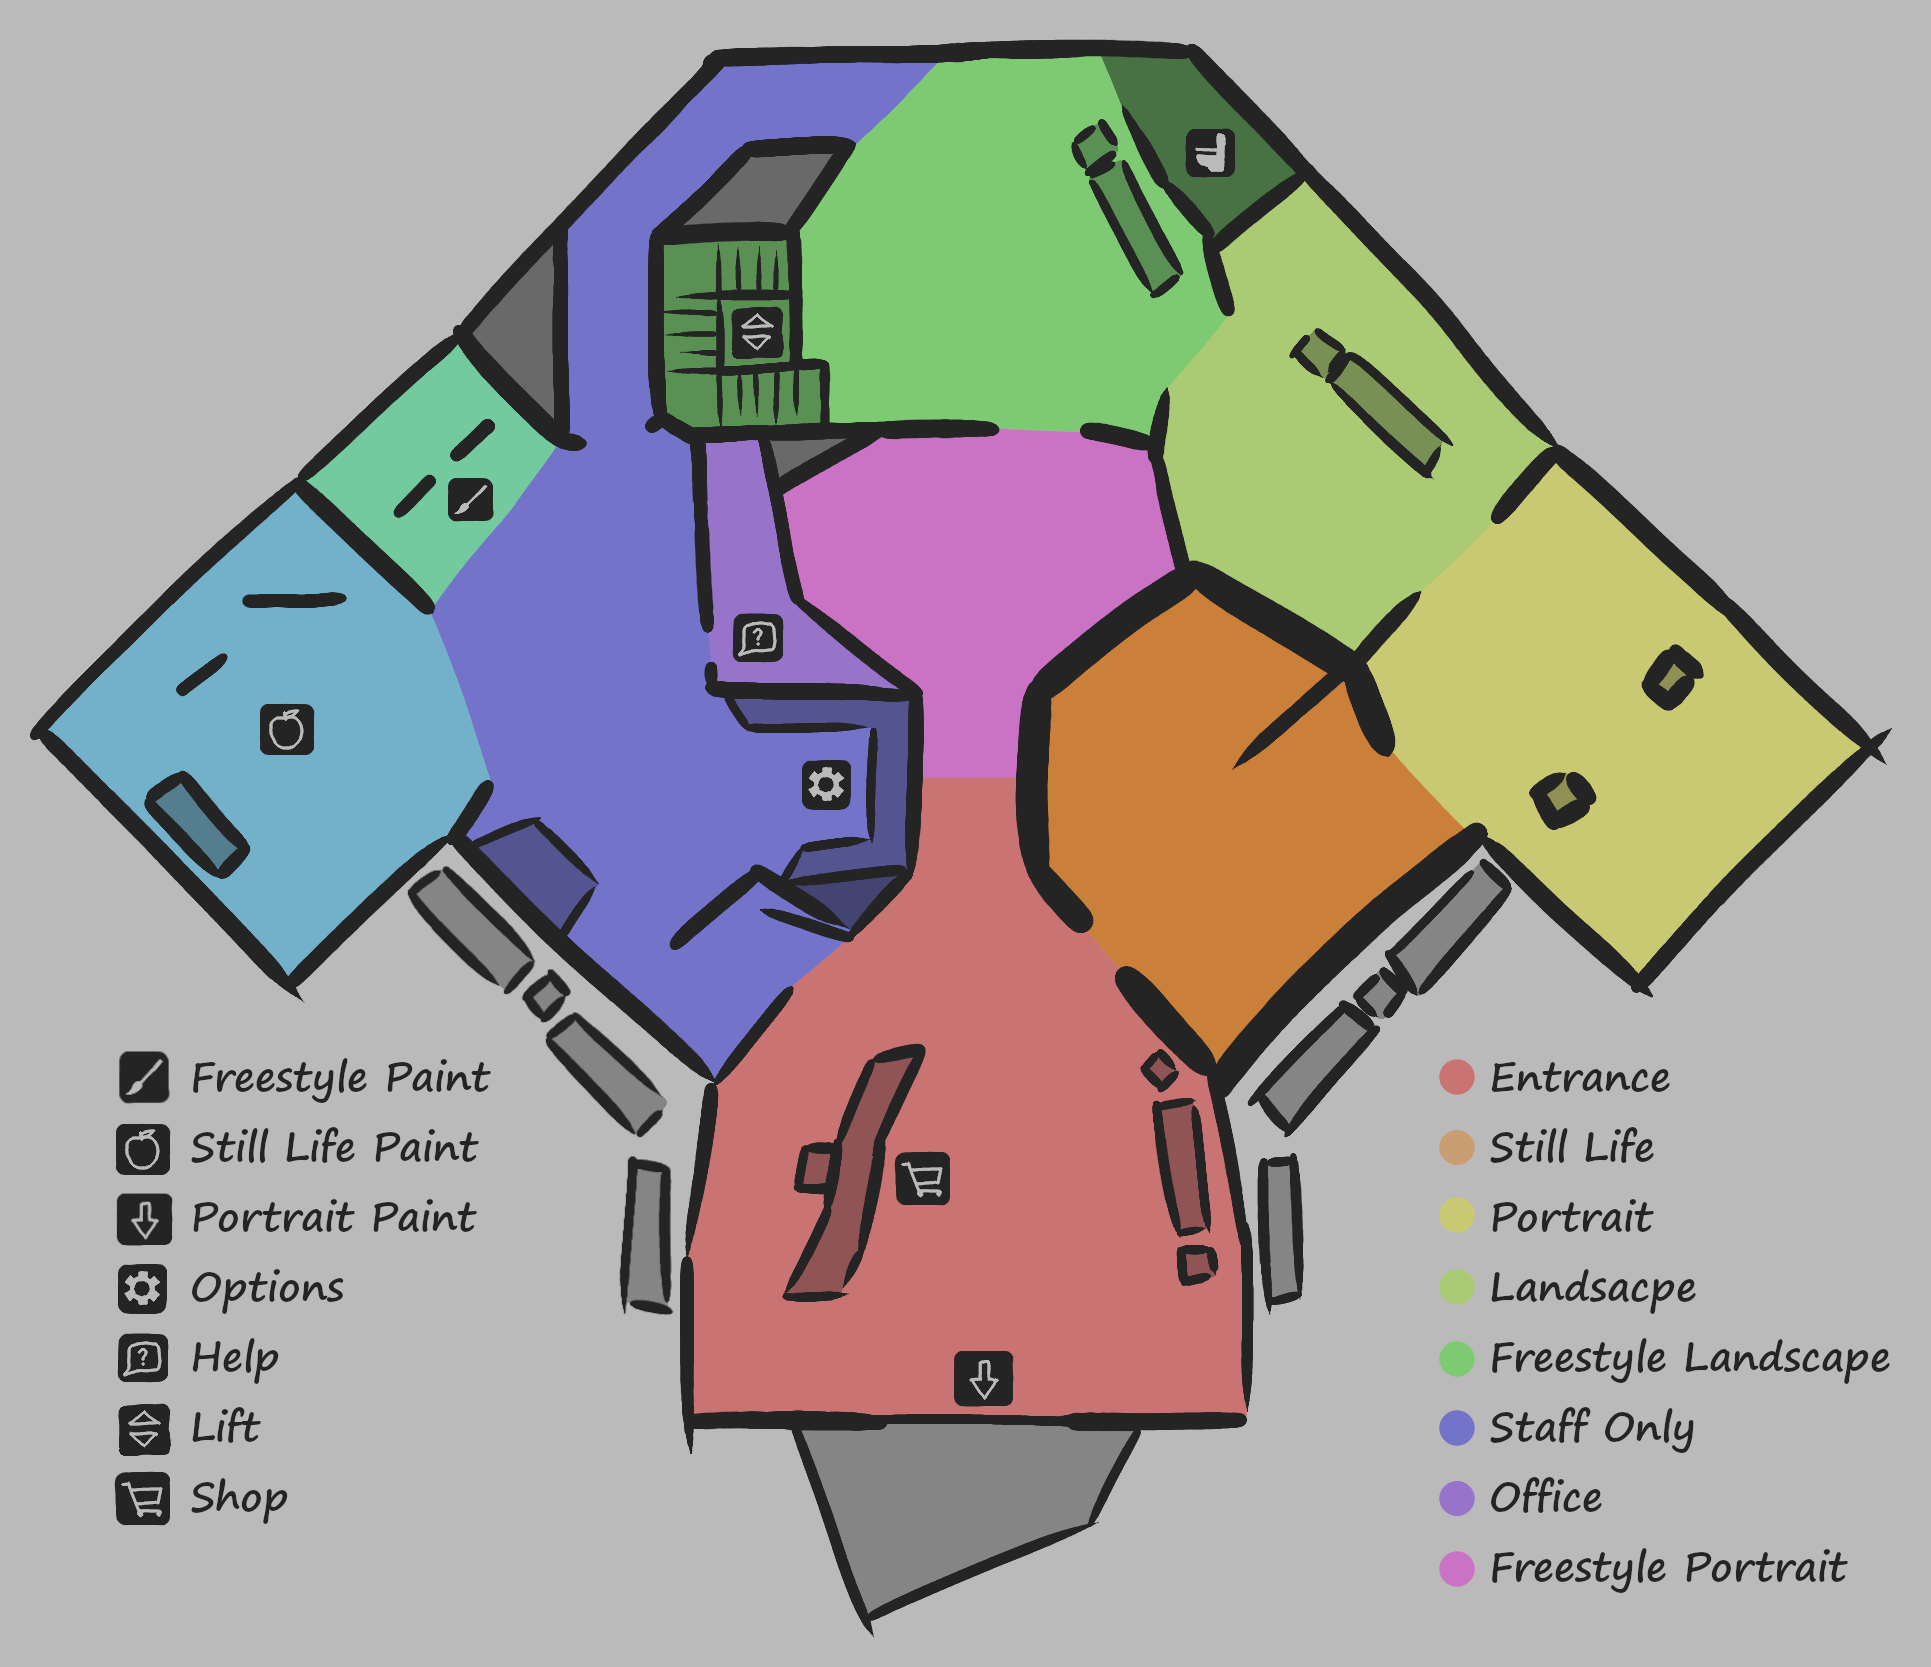 ?
Freestyle Paint
Still Life Paint
Portrait Paint
Options
? Help
Lift
Shop
Entrance
Still Life
Portrait
Landsacpe
Freestyle Landscape
Staff Only
Office
Freestyle Portrait